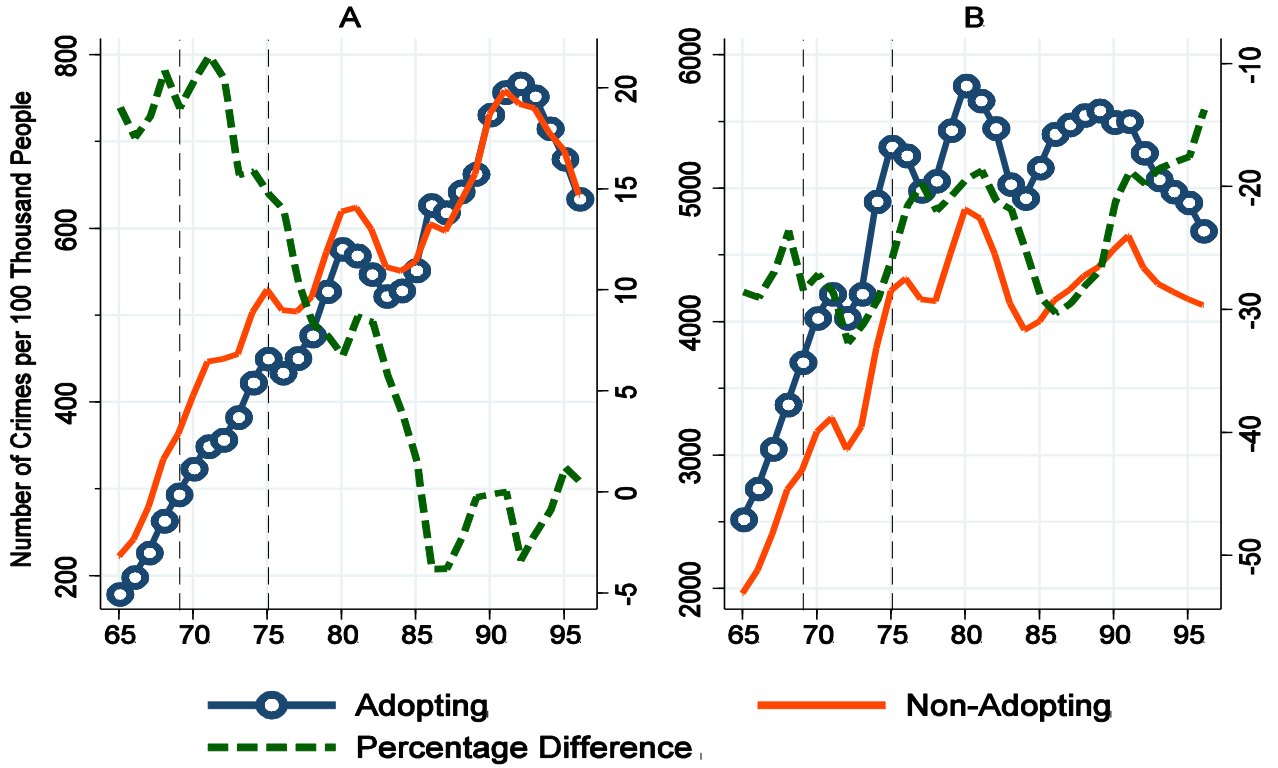 A
B
Number of Crimes per 100 Thousand People
800
600
400
200
20
15
10
5
0
-5
65 70 75 80 85 90 95
6000
5000
4000
3000
2000
-10
-20
-30
-40
-50
65 70 75 80 85 90 95
Adopting
Non-Adopting
Percentage Difference